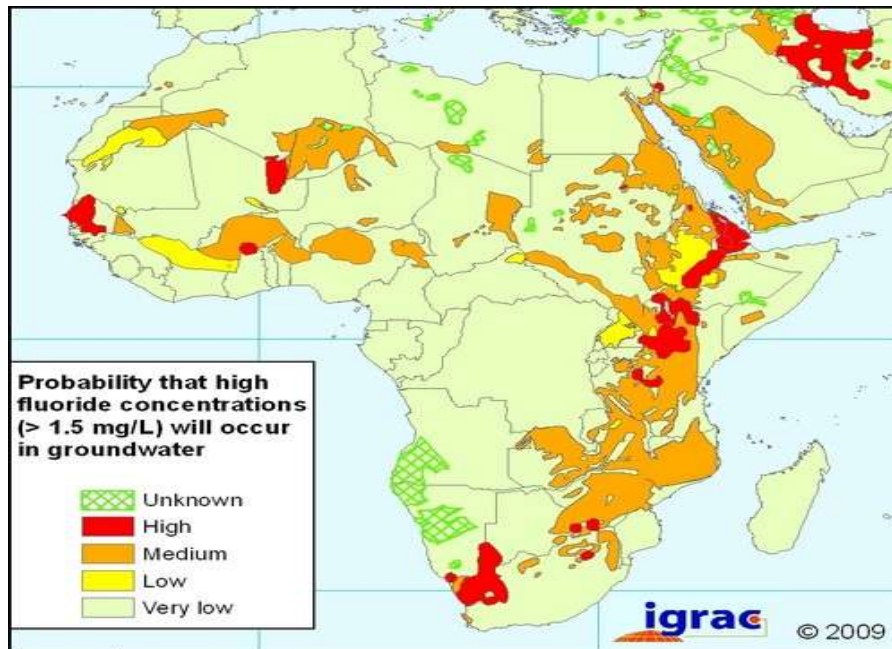 Probability that high
fluoride concentrations
(> 1.5 mg/L) will occur
in groundwater
Unknown
High
Medium
Low
Very low
igrac
© 2009